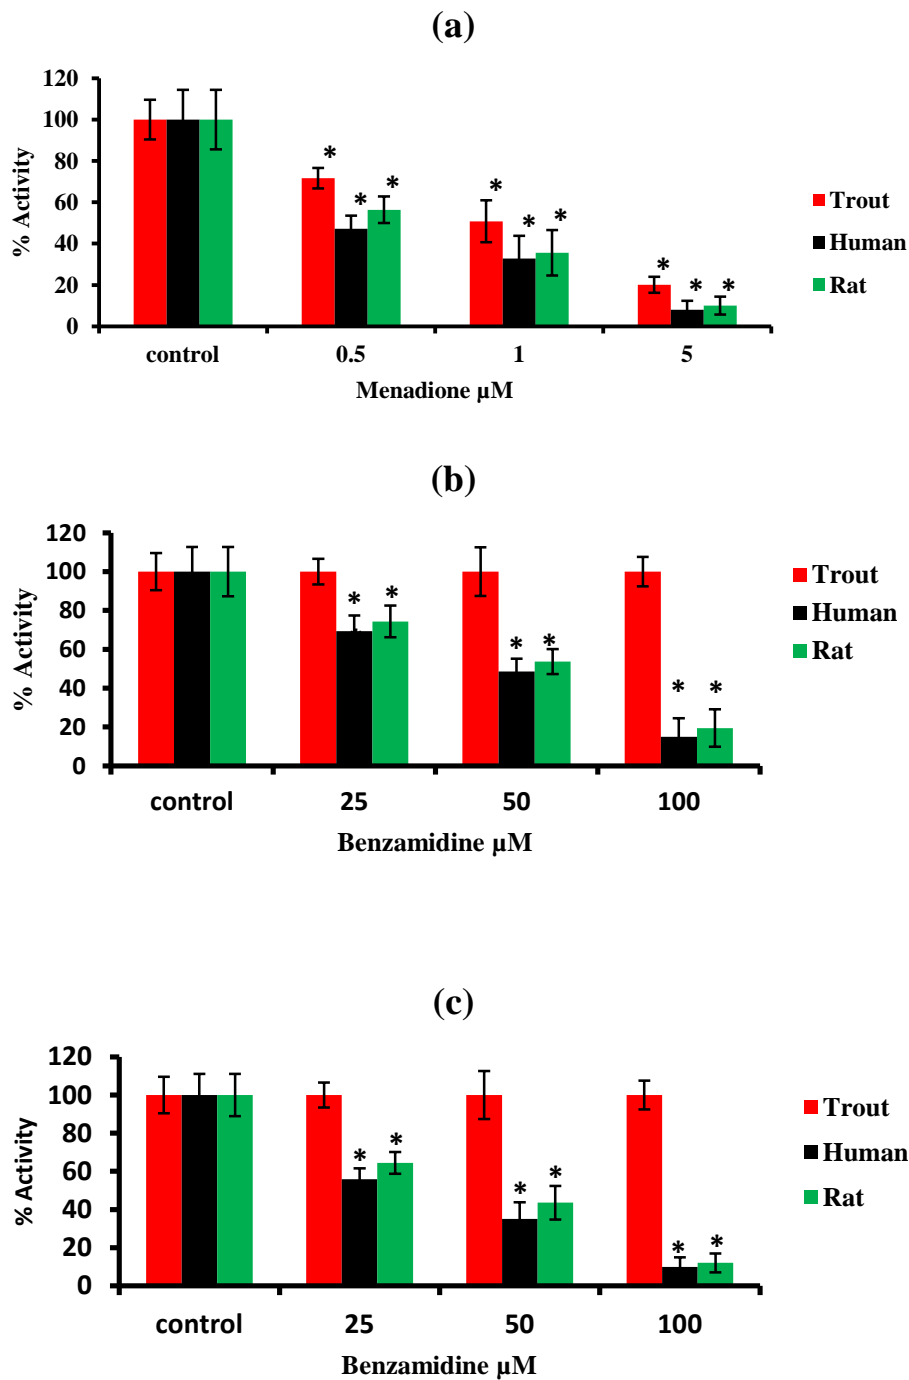 (a)
120
100
80
60
40
20
0
% Activity
* * *
* * *
* * *
control 0.5 1 5
Menadione µM
Trout
Human
Rat
(b)
120
100
80
60
40
20
0
% Activity
* *
* *
* *
control 25 50 100
Benzamidine µM
Trout
Human
Rat
(c)
120
100
80
60
40
20
0
% Activity
* *
* *
* *
control 25 50 100
Benzamidine µM
Trout
Human
Rat